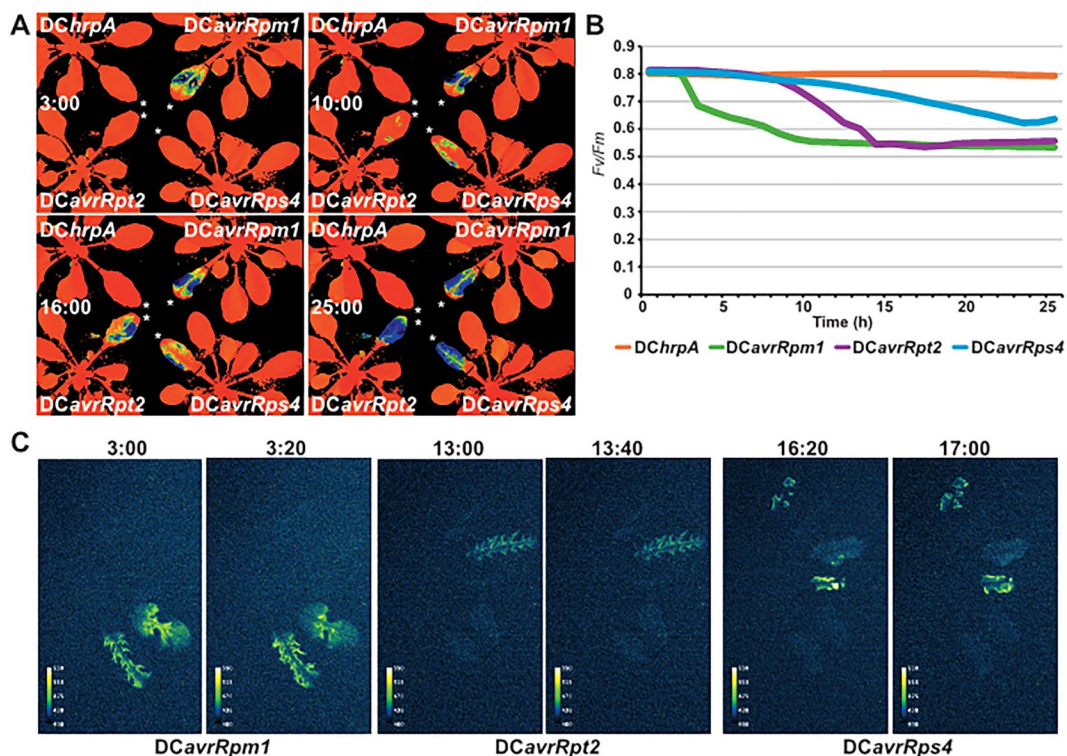 A
DChrpA DCavrRpm1
3:00
DCavrRpt2 DCavrRps4
DChrpA DCavrRpm1
10:00
DCavrRpt2 DCavrRps4
DChrpA DCavrRpm1
16:00
DCavrRpt2 DCavrRps4
DChrpA DCavrRpm1
25:00
DCavrRpt2 DCavrRps4
B
Fv/Fm
0.9
0.8
0.7
0.6
0.5
0.4
0.3
0.2
0.1
0
0 5 10 15 20 25
Time (h)
DChrpA DCavrRpm1 DCavrRpt2 DCavrRps4
C
3:00 3:20 13:00 13:40 16:20 17:00
DCavrRpm1 DCavrRpt2 DCavrRps4